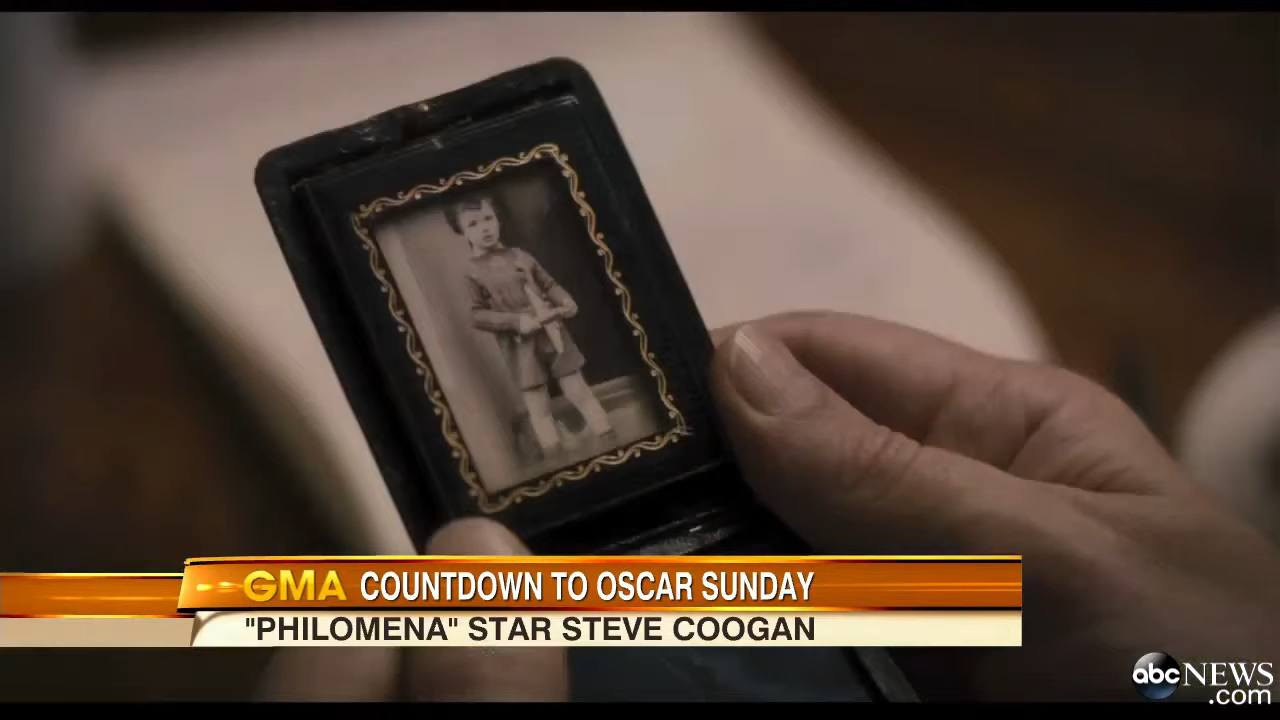 GMA COUNTDOWN TO OSCAR SUNDAY
"PHILOMENA" STAR STEVE COOGAN
abc NEWS
.com